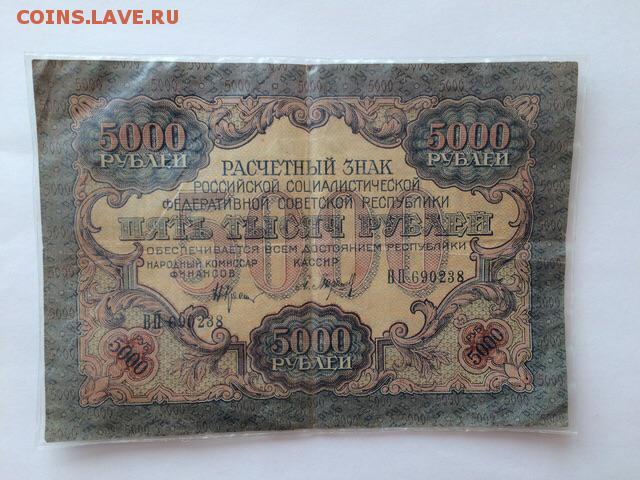 COINS.LAVE.RU
5000
РУБЛЕЙ
5000
РУБЛЕЙ
РАСЧЕТНЫЙ ЗНАК
РОССИЙСКОЙ СОЦИАЛИСТИЧЕСКОЙ
ФЕДЕРАТИВНОЙ СОВЕТСКОЙ РЕСПУБЛИКИ
ПЯТЬ ТЫСЯЧ РУБЛЕЙ
5000
ОБЕСПЕЧИВАЕТСЯ ВСЕМ ДОСТОЯНИЕМ РЕСПУБЛИКИ
НАРОДНЫЙ КОМИССАР
ФИНАНСОВ
КАССИР
ВП 690238
ВП 690238
5000
5000
РУБЛЕЙ
5000